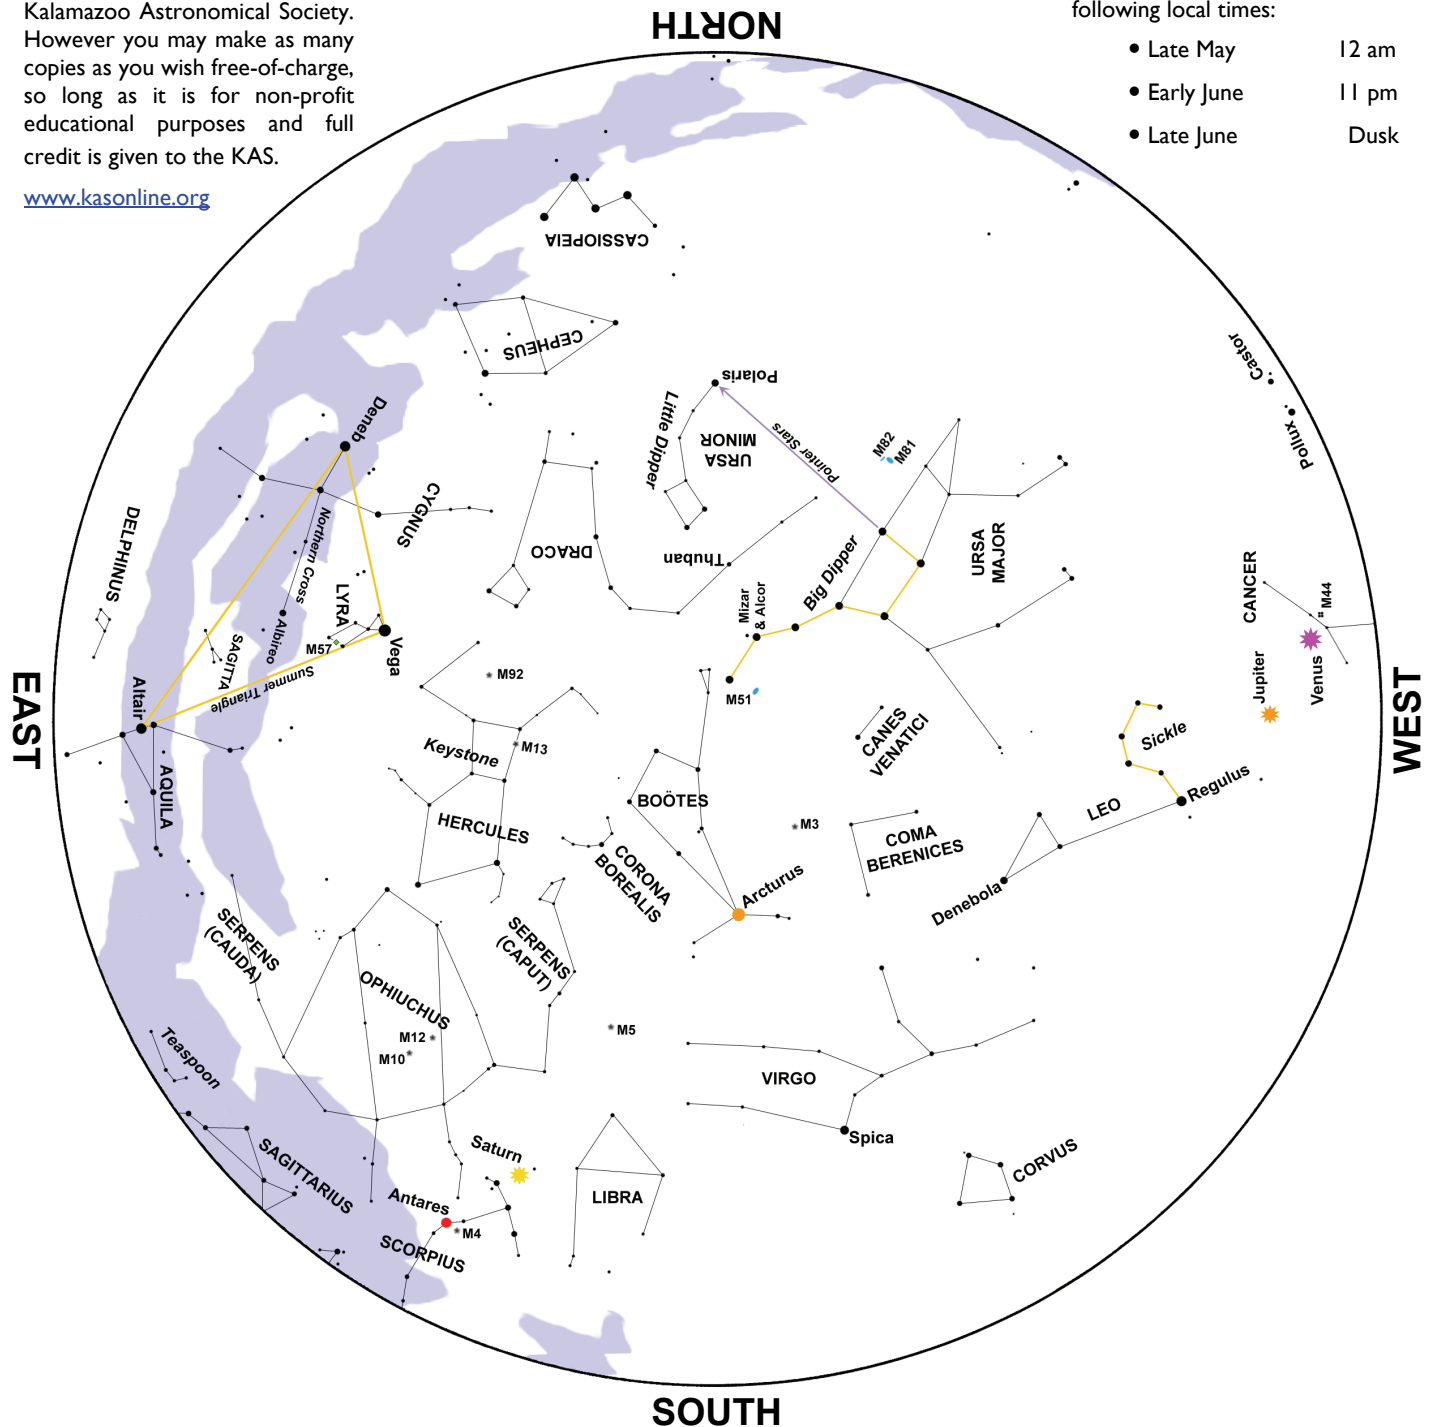 Kalamazoo Astronomical Society.
However you may make as many
copies as you wish free-of-charge,
so long as it is for non-profit
educational purposes and full
credit is given to the KAS.
www.kasonline.org
following local times:
• Late May 12 am
• Early June 11 pm
• Late June Dusk
NORTH
CASSIOPEIA
CEPHEUS
Castor
Pollux
Polaris
Little Dipper
URSA
MINOR
Pointer Stars
M82
M81
Deneb
CYGNUS
Northern Cross
DELPHINUS
DRACO
Thuban
Big Dipper
URSA
MAJOR
Mizar
& Alcor
CANCER
M44
LYRA
M57
Vega
Albireo
SAGITTA
Summer Triangle
Altair
M92
M51
Jupiter
Venus
EAST
WEST
Keystone
M13
CANES
VENATICI
Sickle
Regulus
AQUILA
HERCULES
BOÖTES
M3
COMA
BERENICES
LEO
CORONA
BOREALIS
Arcturus
Denebola
SERPENS
(CAUDA)
SERPENS
(CAPUT)
OPHIUCHUS
M12
M10
M5
Teaspoon
VIRGO
Spica
SAGITTARIUS
Saturn
CORVUS
Antares
M4
LIBRA
SCORPIUS
SOUTH